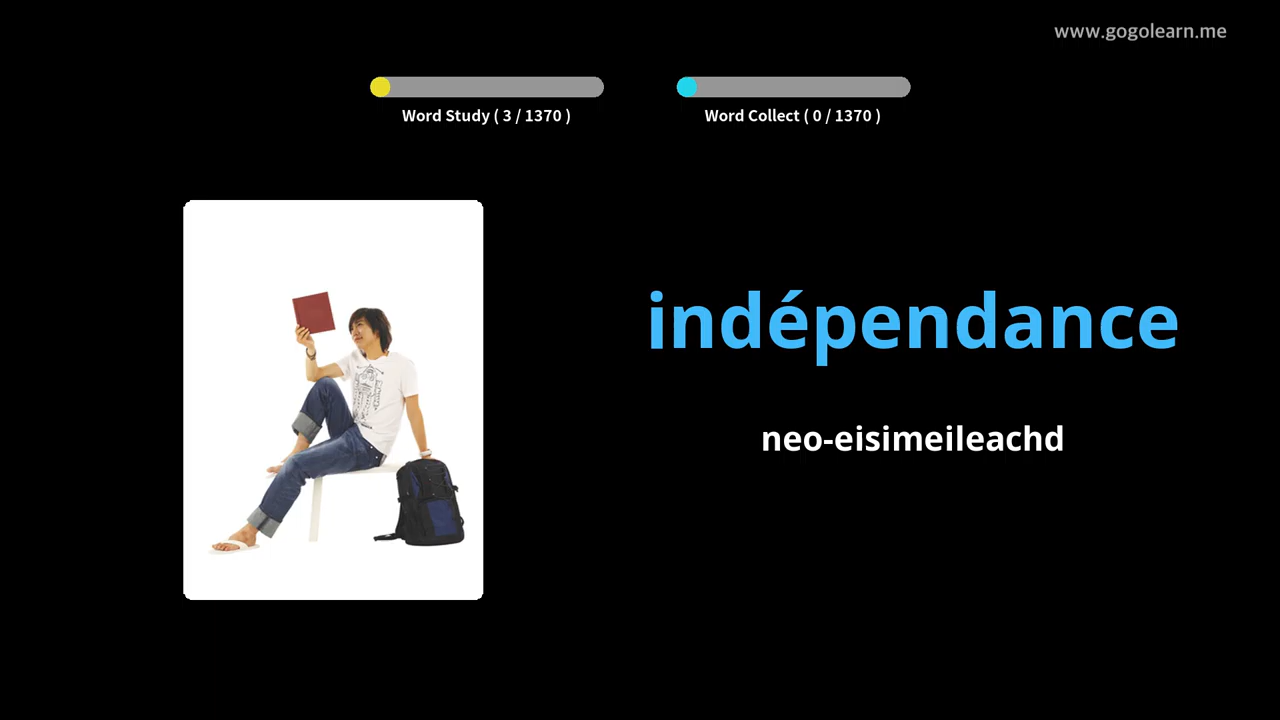 www.gogolearn.me
Word Study ( 3 / 1370 )
Word Collect ( 0 / 1370 )
indépendance
neo-eisimeileachd